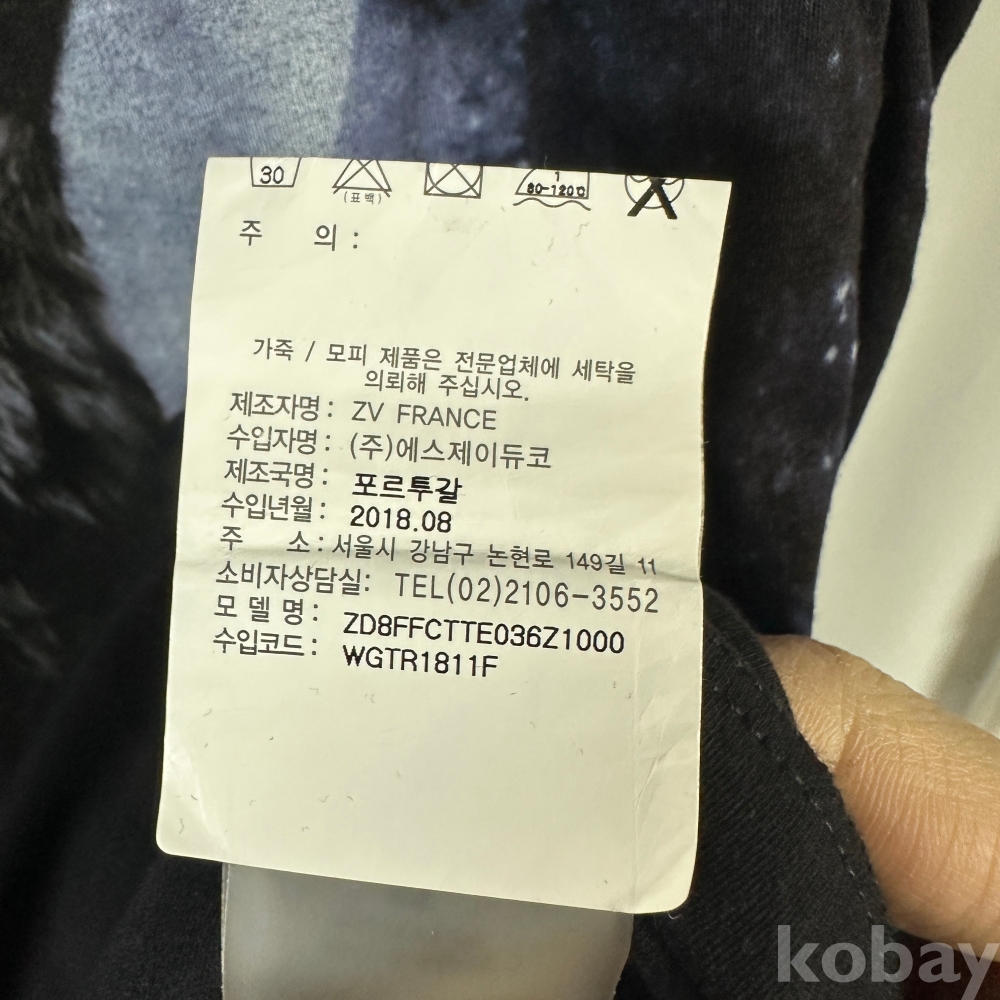 30
(표백)
80-120℃
주 의 :
가죽 / 모피 제품은 전문업체에 세탁을
의뢰해 주십시오.
제조자명 : ZV FRANCE
수입자명 : (주)에스제이듀코
제조국명 : 포르투갈
수입년월 : 2018.08
주 소 : 서울시 강남구 논현로 149길 11
소비자상담실: TEL(02)2106-3552
모 델 명 : ZD8FFCTTE036Z1000
수입코드 : WGTR1811F
kobay